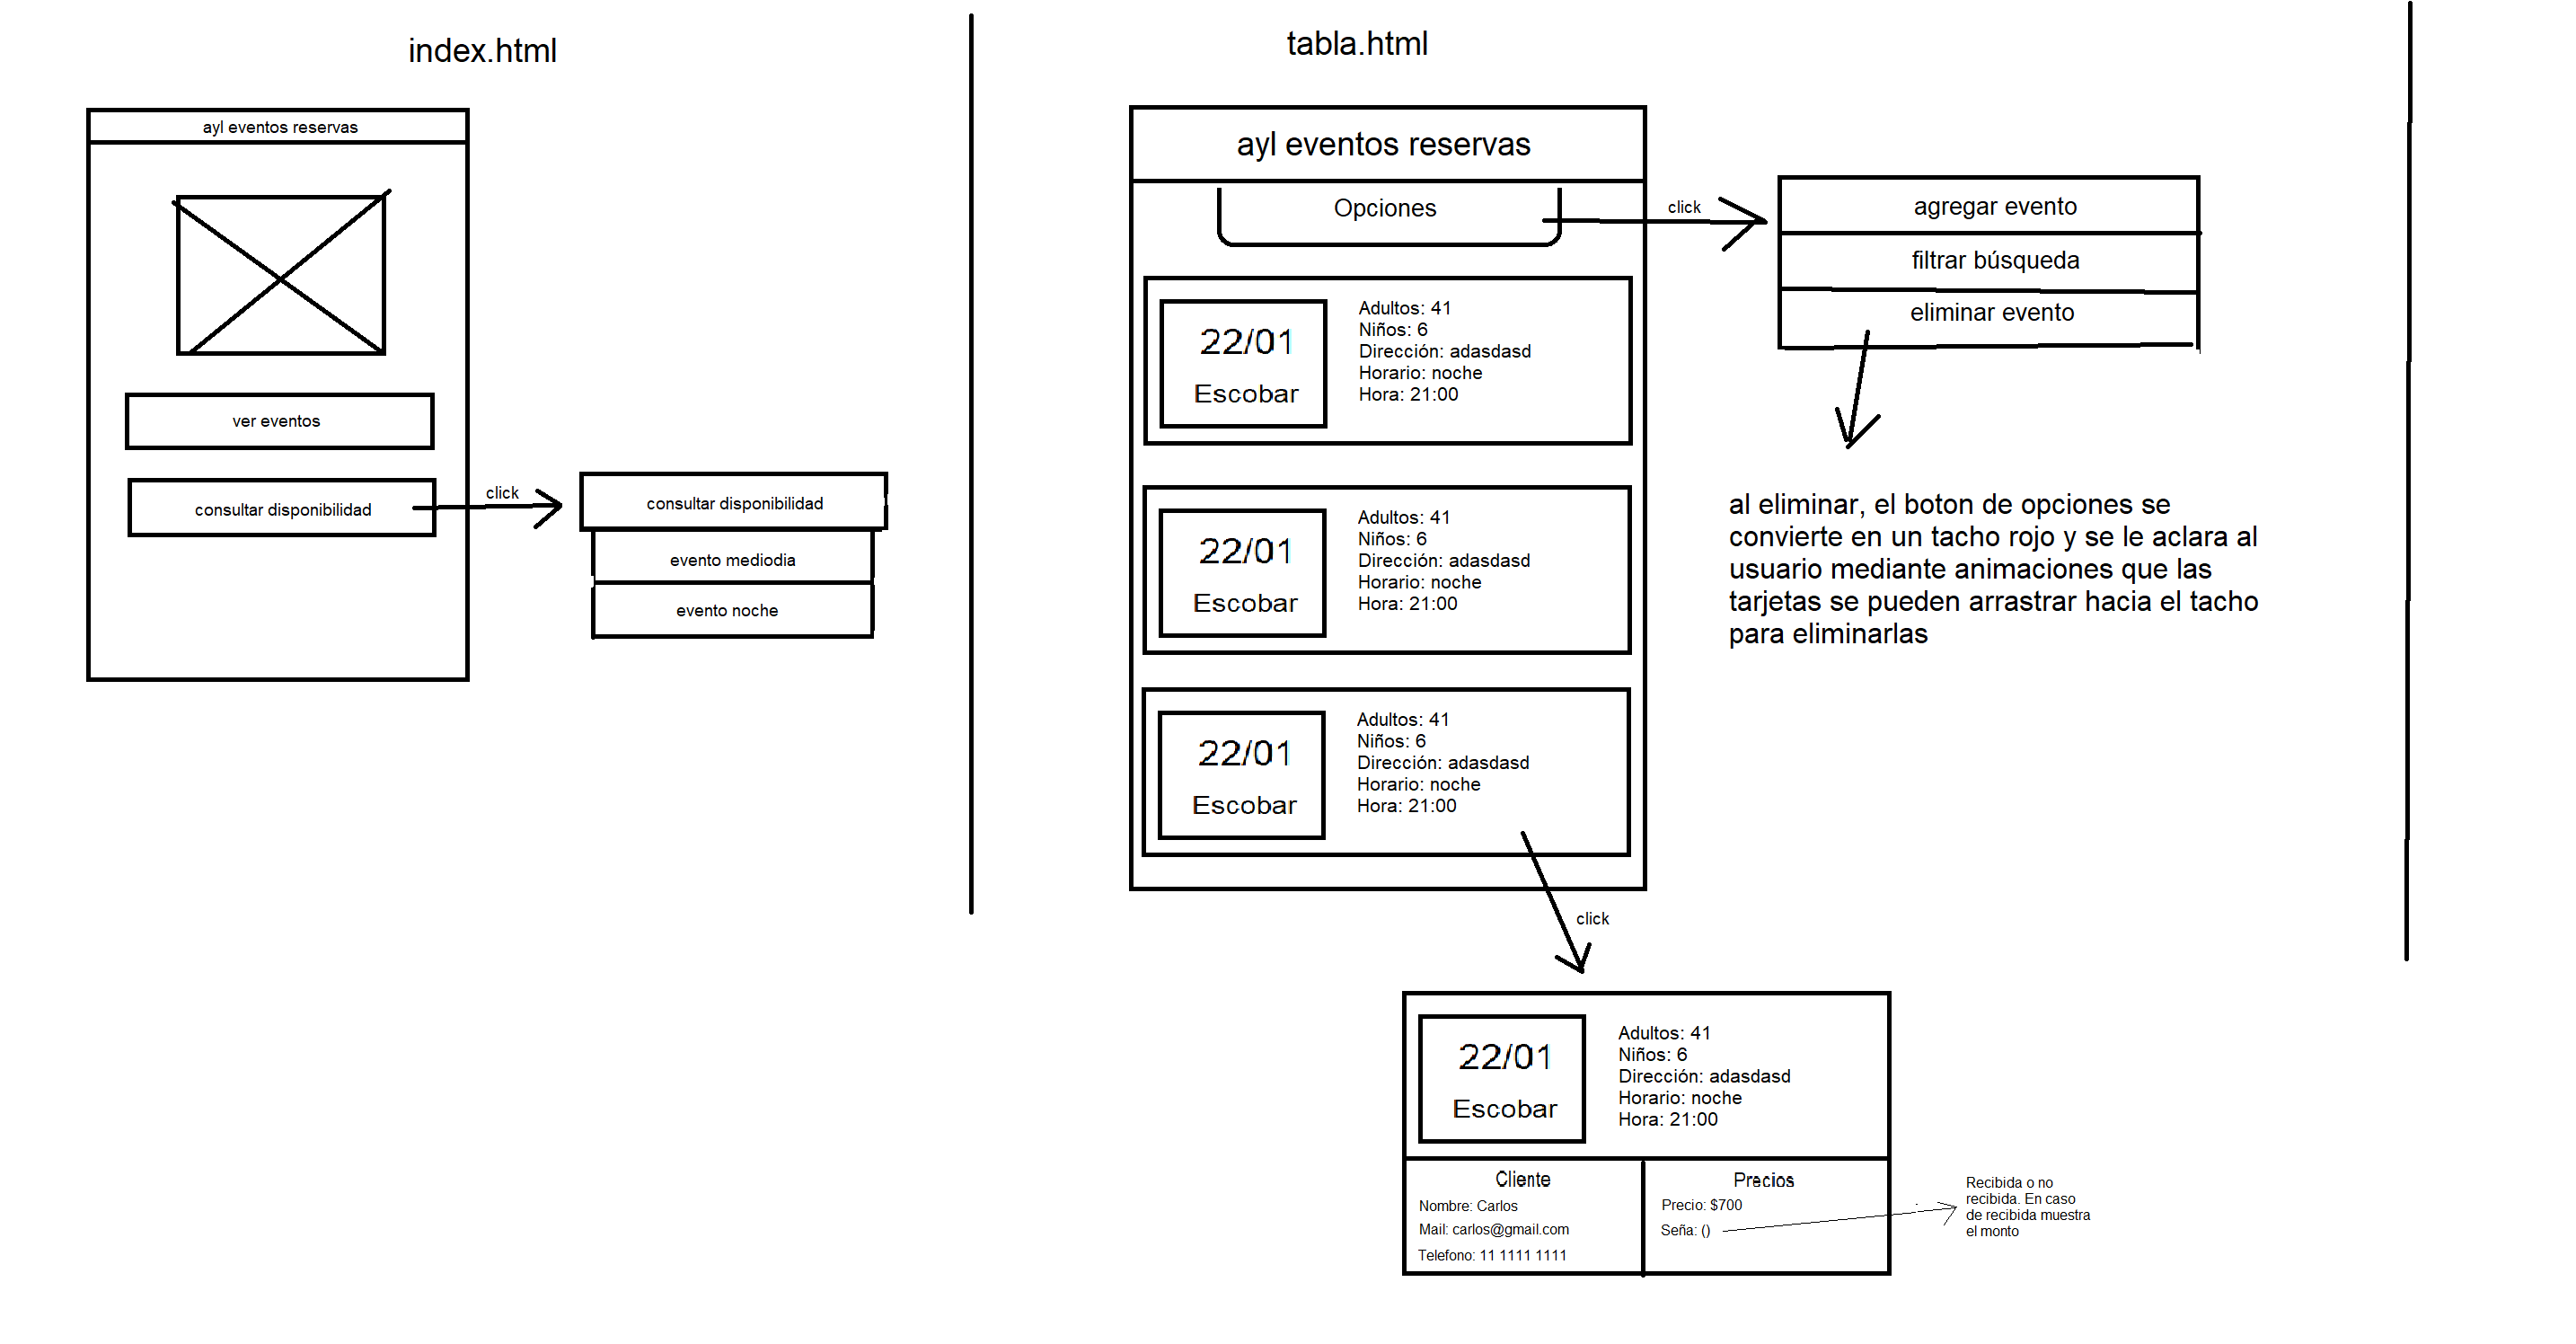 index.html
ayl eventos reservas
ver eventos
consultar disponibilidad
click
consultar disponibilidad
evento mediodia
evento noche
tabla.html
ayl eventos reservas
Opciones
click
agregar evento
filtrar búsqueda
eliminar evento
al eliminar, el boton de opciones se
convierte en un tacho rojo y se le aclara al
usuario mediante animaciones que las
tarjetas se pueden arrastrar hacia el tacho
para eliminarlas
22/01
Escobar
Adultos: 41
Niños: 6
Dirección: adasdasd
Horario: noche
Hora: 21:00
22/01
Escobar
Adultos: 41
Niños: 6
Dirección: adasdasd
Horario: noche
Hora: 21:00
22/01
Escobar
Adultos: 41
Niños: 6
Dirección: adasdasd
Horario: noche
Hora: 21:00
click
22/01
Escobar
Adultos: 41
Niños: 6
Dirección: adasdasd
Horario: noche
Hora: 21:00
Cliente
Nombre: Carlos
Mail: carlos@gmail.com
Telefono: 11 1111 1111
Precios
Precio: $700
Seña: ()
Recibida o no
recibida. En caso
de recibida muestra
el monto